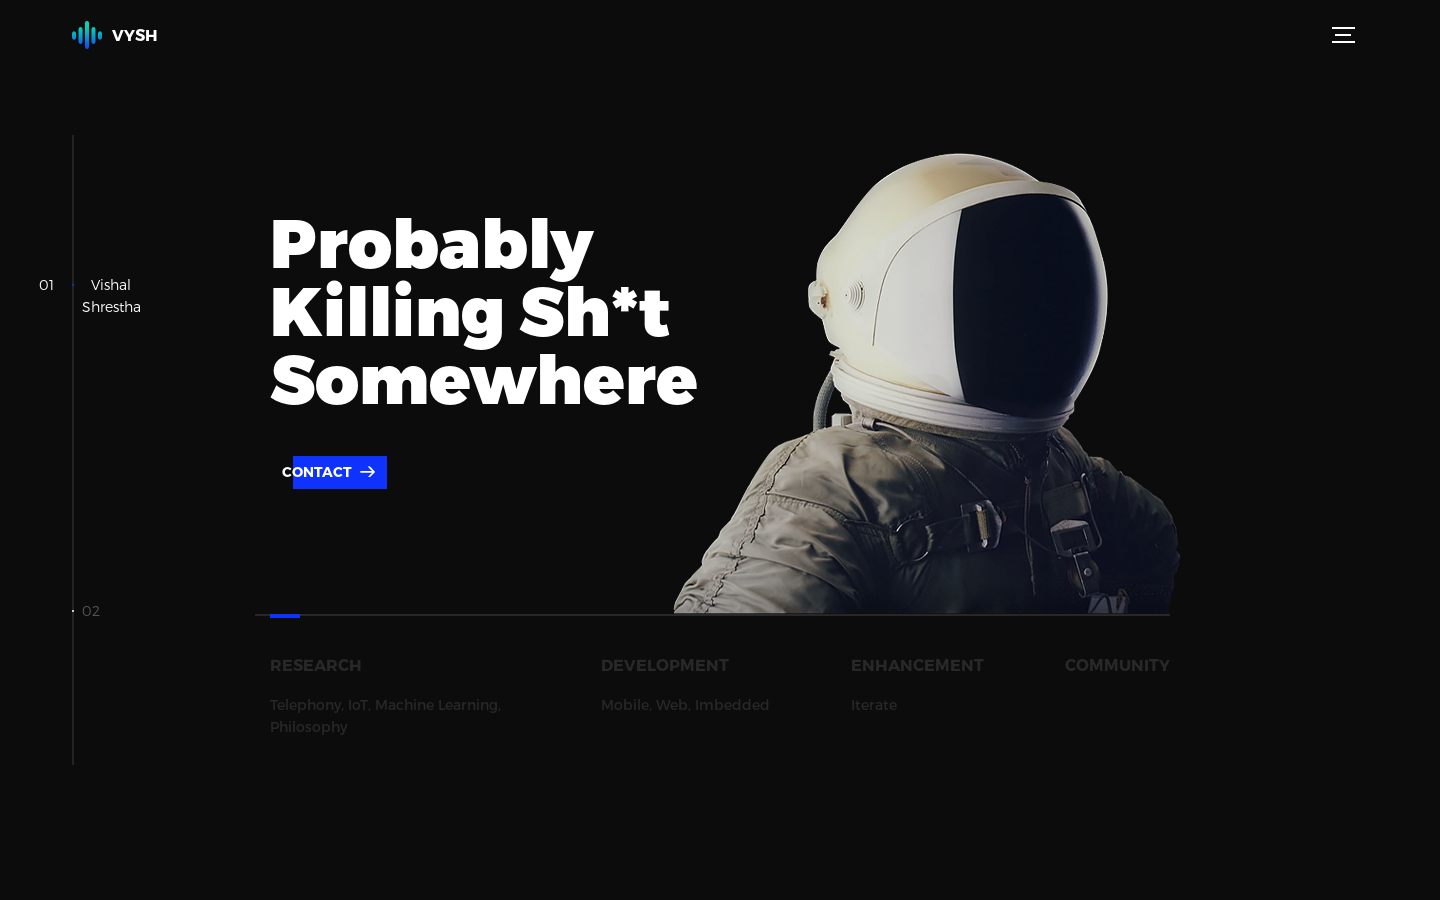 VYSH
01
Vishal
Shrestha
Probably
Killing Sh*t
Somewhere
CONTACT
02
RESEARCH
Telephony, IoT, Machine Learning,
Philosophy
DEVELOPMENT
Mobile, Web, Imbedded
ENHANCEMENT
Iterate
COMMUNITY